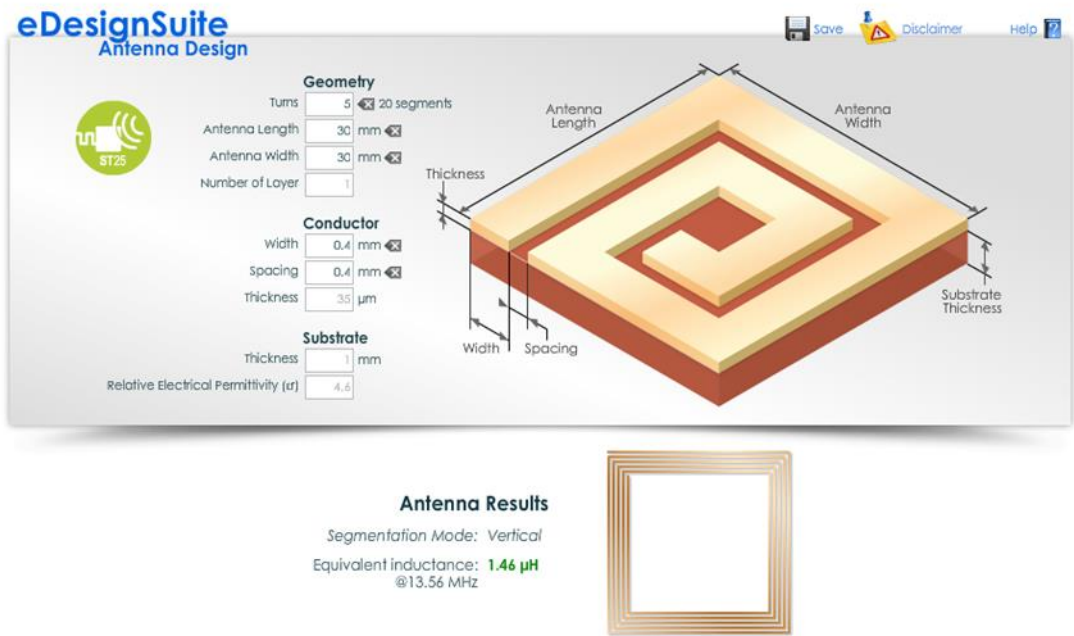 eDesignSuite
Antenna Design
Save
Disclaimer
Help
ST25
Geometry
Turns 5 20 segments
Antenna Length 30 mm
Antenna Width 30 mm
Number of Layer 1
Conductor
Width 0.4 mm
Spacing 0.4 mm
Thickness 35 µm
Substrate
Thickness 1 mm
Relative Electrical Permittivity (εr) 4.6
Antenna
Length
Antenna
Width
Thickness
Substrate
Thickness
Width
Spacing
Antenna Results
Segmentation Mode: Vertical
Equivalent inductance: 1.46 µH
@13.56 MHz